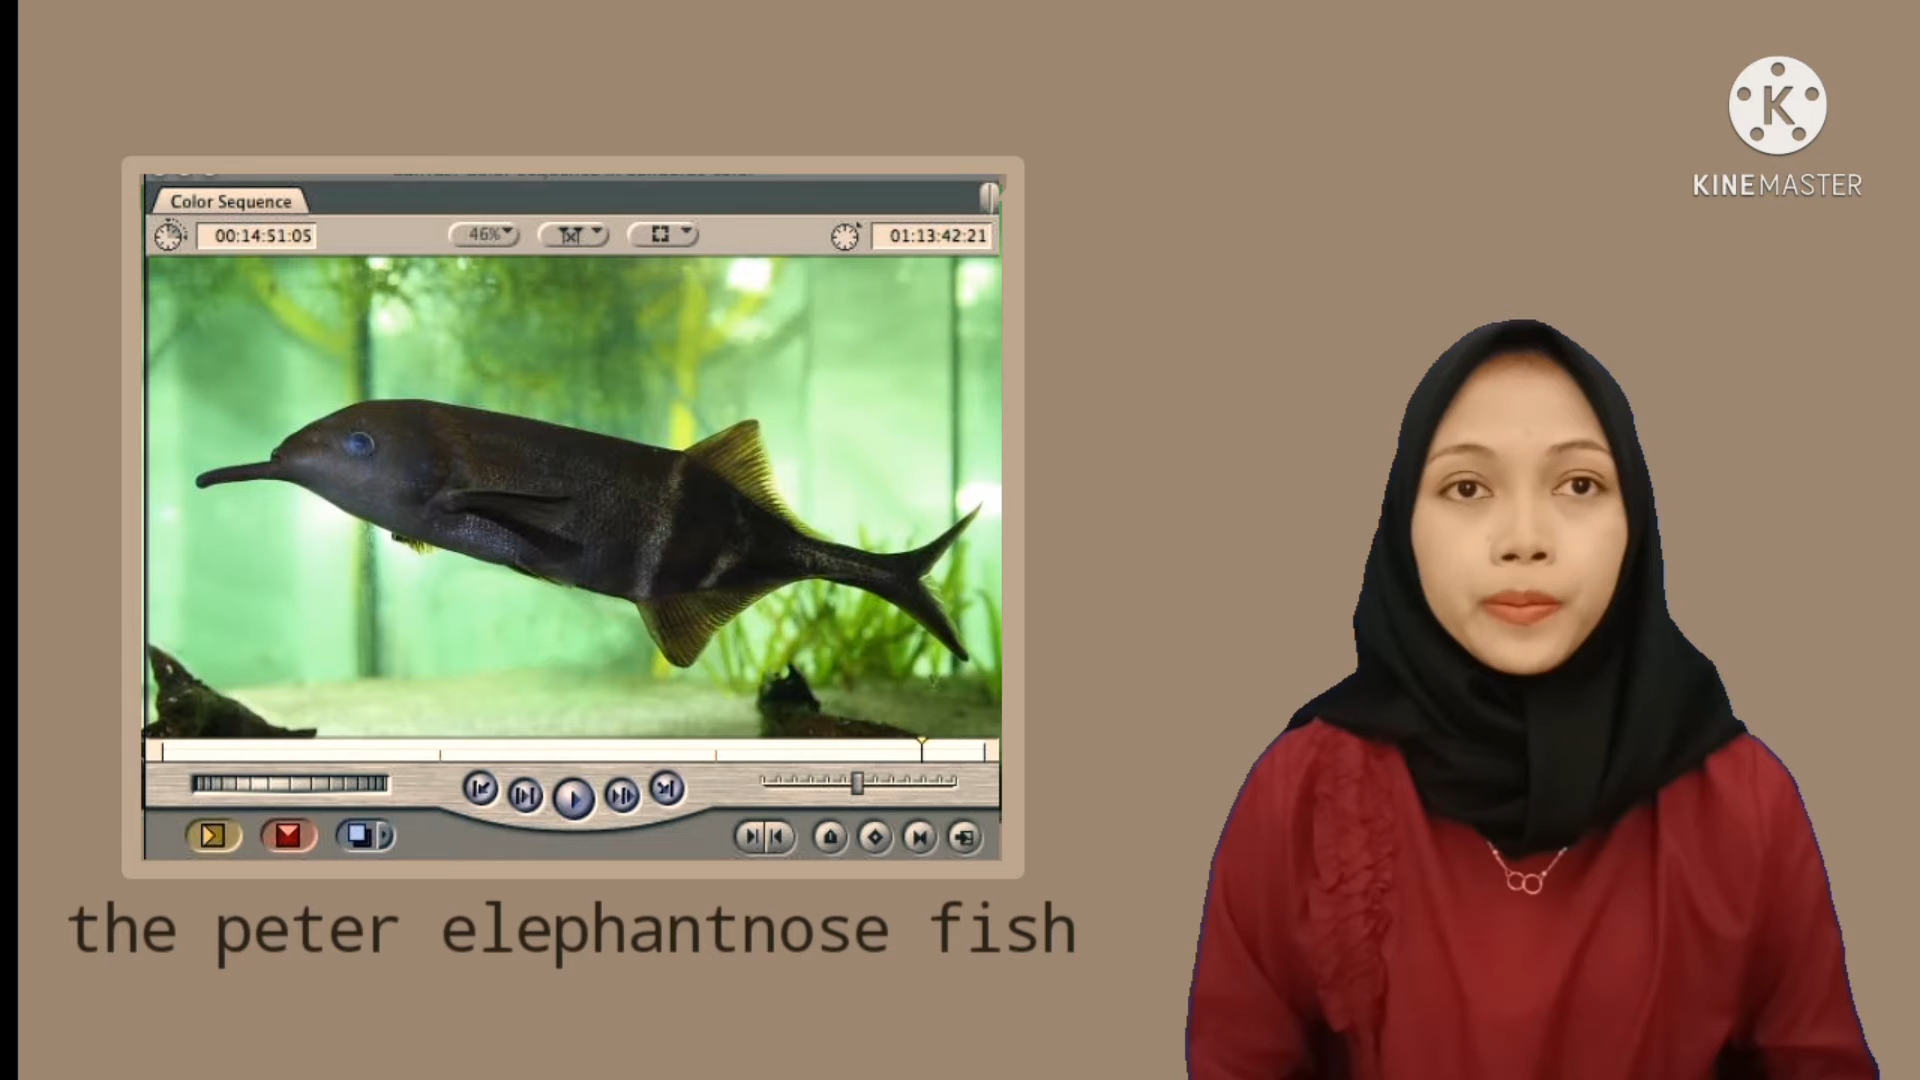 Color Sequence
00:14:51:05
46%
01:13:42:21
K
KINEMASTER
the peter elephantnose fish